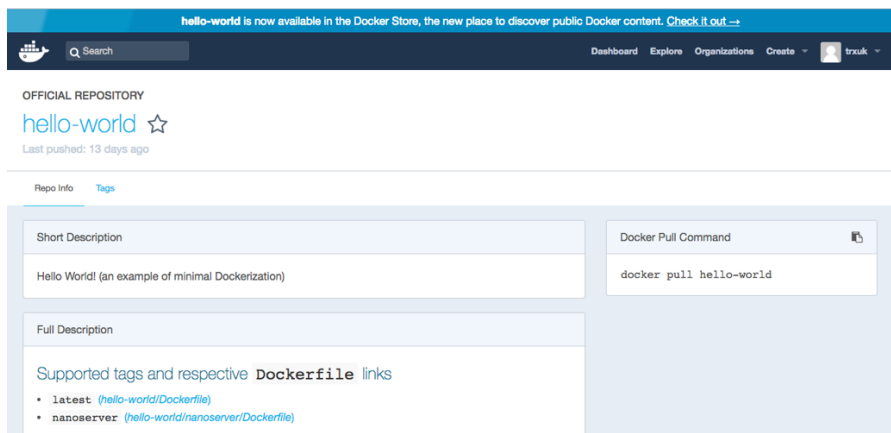 hello-world is now available in the Docker Store, the new place to discover public Docker content. Check it out →
Search Dashboard Explore Organizations Create trxuk
OFFICIAL REPOSITORY
hello-world
Last pushed: 13 days ago
Repo Info Tags
Short Description
Hello World! (an example of minimal Dockerization)
Docker Pull Command
docker pull hello-world
Full Description
Supported tags and respective Dockerfile links
• latest (hello-world/Dockerfile)
• nanoserver (hello-world/nanoserver/Dockerfile)